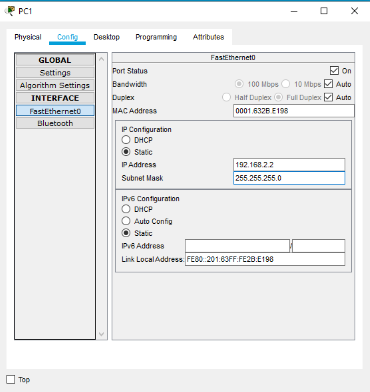 PC1
Physical Config Desktop Programming Attributes
GLOBAL
Settings
Algorithm Settings
INTERFACE
FastEthernet0
Bluetooth
FastEthernet0
Port Status On
Bandwidth 100 Mbps 10 Mbps Auto
Duplex Half Duplex Full Duplex Auto
MAC Address 0001.632B.E198
IP Configuration
DHCP
Static
IP Address 192.168.2.2
Subnet Mask 255.255.255.0
IPv6 Configuration
DHCP
Auto Config
Static
IPv6 Address /
Link Local Address: FE80::201:63FF:FE2B:E198
Top